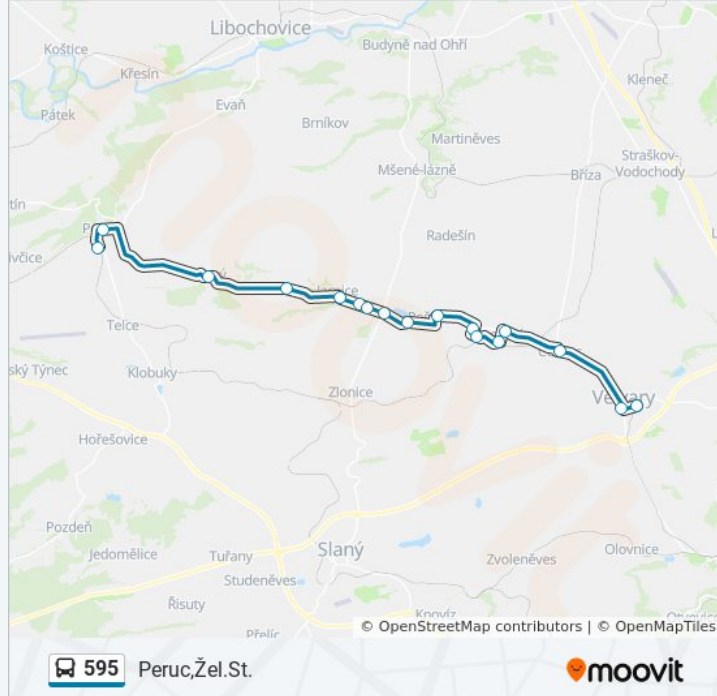 Libochovice
Koštice
Budyně nad Ohří
Křesín
Kleneč
Evaň
Pátek
Brníkov
Martiněves
Straškov-
Vodochody
Mšené-lázně
Bříza
Radešín
Telce
Klobuky
Zlonice
Hořešovice
Slaný
Pozdeň
Jedomělice
Tuřany
Studeněves
Řisuty
Zvoleněves
Olovnice
© OpenStreetMap contributors | © OpenMapTiles
595 Peruc,Žel.St.
moovit